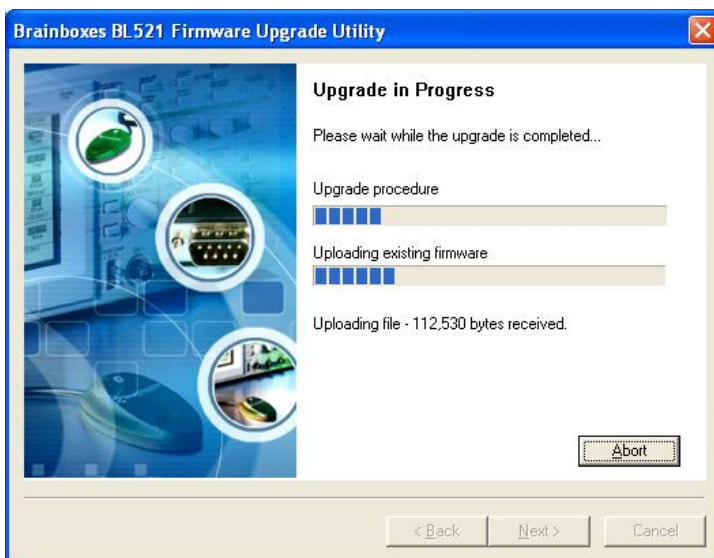 Brainboxes BL521 Firmware Upgrade Utility
Upgrade in Progress
Please wait while the upgrade is completed...
Upgrade procedure
Uploading existing firmware
Uploading file - 112,530 bytes received.
Abort
< Back
Next >
Cancel